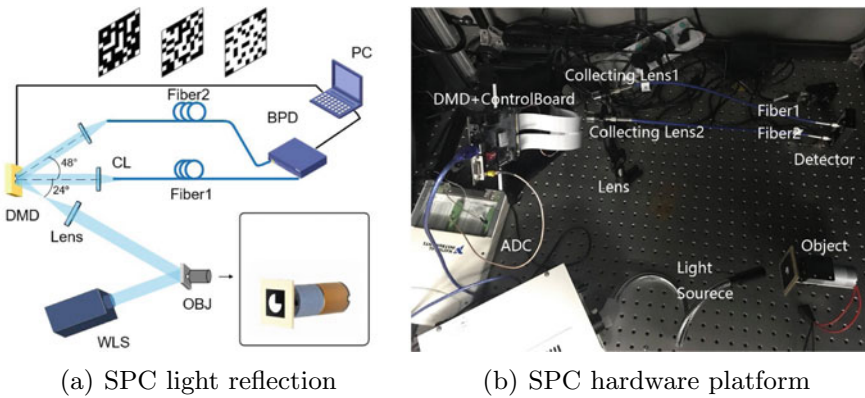 PC
Fiber2
BPD
48°
CL
24°
Fiber1
DMD
Lens
OBJ
WLS
(a) SPC light reflection
Collecting Lens1
DMD+ControlBoard
Fiber1
Collecting Lens2
Fiber2
Detector
Lens
ADC
Object
Light
Sourece
(b) SPC hardware platform